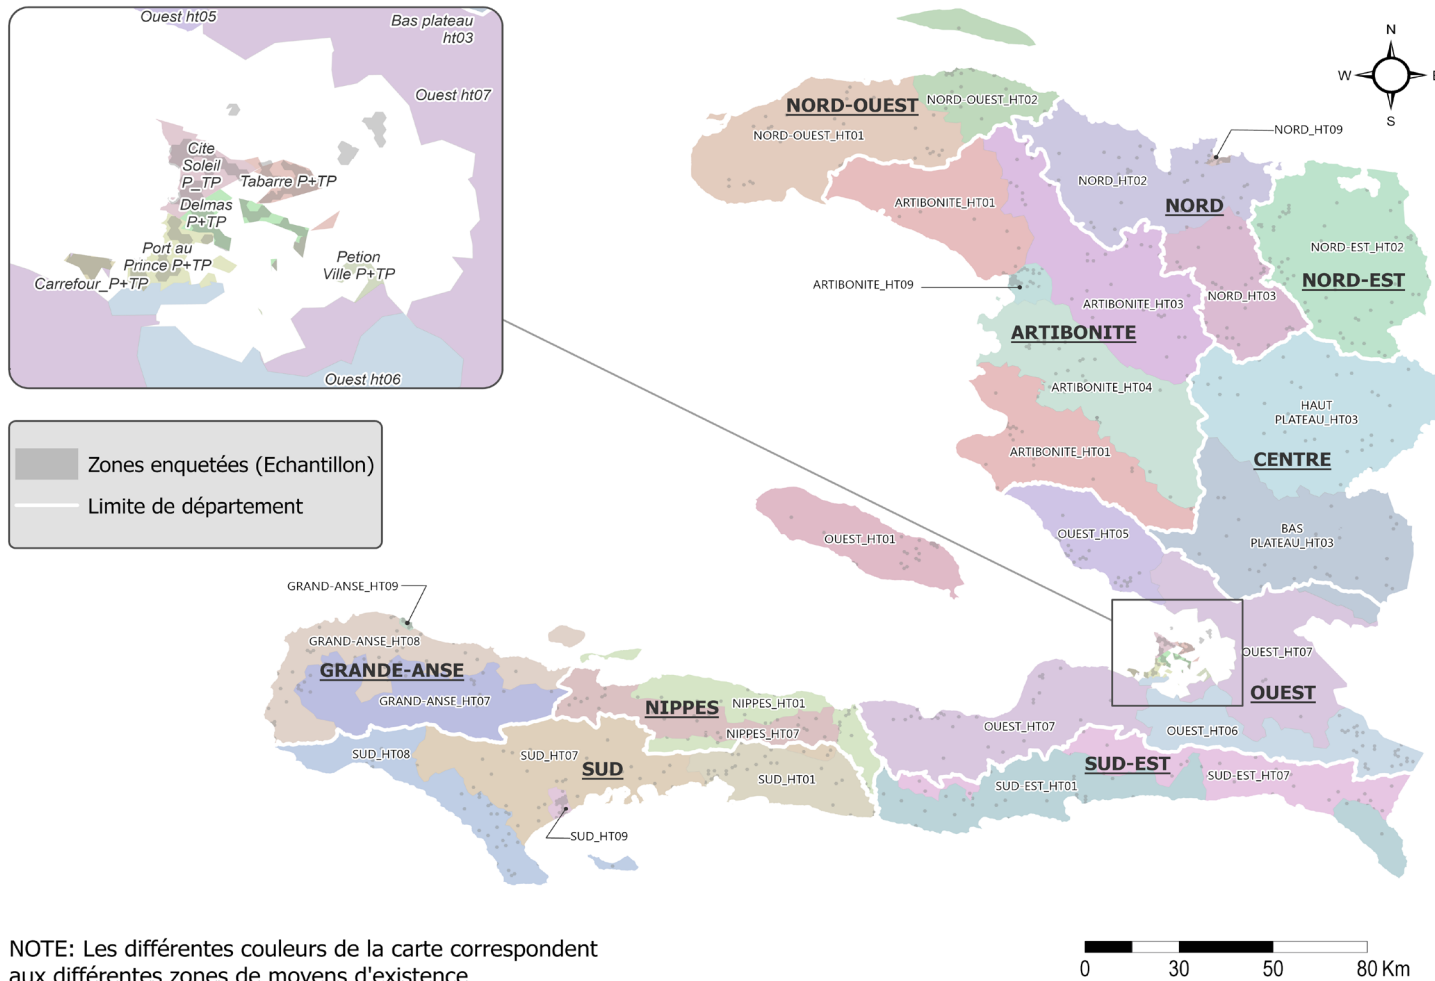 Ouest ht05
Bas plateau
ht03
Ouest ht07
Cite
Soleil
P_TP
Tabarre P+TP
Delmas
P+TP
Port au
Prince P+TP
Petion
Ville P+TP
Carrefour_P+TP
Ouest ht06
Zones enquetées (Echantillon)
Limite de département
N
W
E
S
NORD-OUEST
NORD-OUEST_HT02
NORD-OUEST_HT01
NORD_HT09
NORD_HT02
NORD
ARTIBONITE_HT01
NORD-EST_HT02
NORD-EST
ARTIBONITE_HT09
NORD_HT03
ARTIBONITE_HT03
ARTIBONITE
ARTIBONITE_HT04
HAUT
PLATEAU_HT03
ARTIBONITE_HT01
CENTRE
BAS
PLATEAU_HT03
OUEST_HT05
OUEST_HT01
GRAND-ANSE_HT09
GRAND-ANSE_HT08
GRANDE-ANSE
GRAND-ANSE_HT07
OUEST_HT07
OUEST
NIPPES
NIPPES_HT01
NIPPES_HT07
OUEST_HT07
OUEST_HT06
SUD_HT08
SUD_HT07
SUD
SUD_HT01
SUD-EST
SUD-EST_HT07
SUD-EST_HT01
SUD_HT09
NOTE: Les différentes couleurs de la carte correspondent
aux différentes zones de moyens d'existence
0 30 50 80 Km